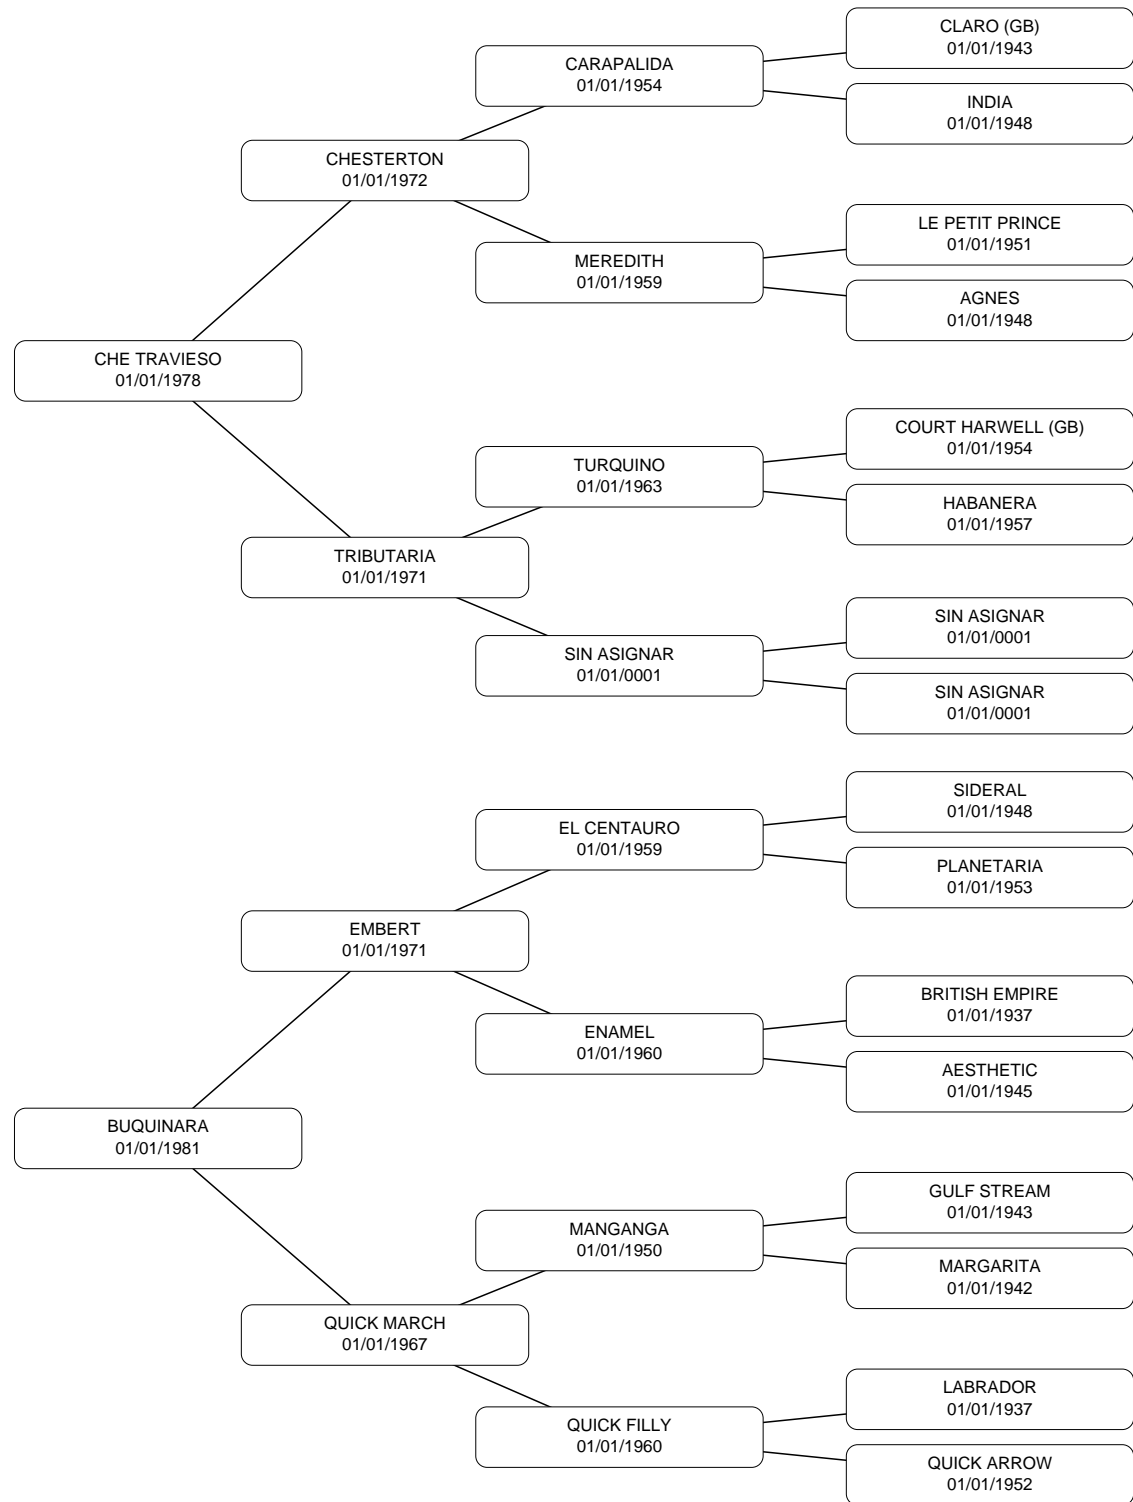 CLARO (GB)
01/01/1943
CARAPALIDA
01/01/1954
INDIA
01/01/1948
CHESTERTON
01/01/1972
LE PETIT PRINCE
01/01/1951
MEREDITH
01/01/1959
AGNES
01/01/1948
CHE TRAVIESO
01/01/1978
COURT HARWELL (GB)
01/01/1954
TURQUINO
01/01/1963
HABANERA
01/01/1957
TRIBUTARIA
01/01/1971
SIN ASIGNAR
01/01/0001
SIN ASIGNAR
01/01/0001
SIN ASIGNAR
01/01/0001
SIDERAL
01/01/1948
EL CENTAURO
01/01/1959
PLANETARIA
01/01/1953
EMBERT
01/01/1971
BRITISH EMPIRE
01/01/1937
ENAMEL
01/01/1960
AESTHETIC
01/01/1945
BUQUINARA
01/01/1981
GULF STREAM
01/01/1943
MANGANGA
01/01/1950
MARGARITA
01/01/1942
QUICK MARCH
01/01/1967
LABRADOR
01/01/1937
QUICK FILLY
01/01/1960
QUICK ARROW
01/01/1952